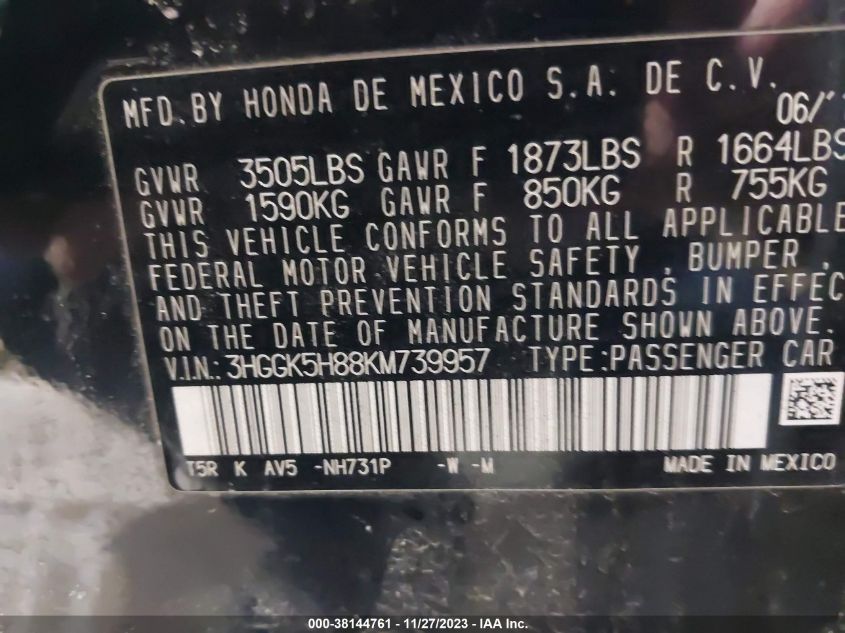 MFD. BY HONDA DE MEXICO S.A. DE C.V.
06/
GVWR 3505LBS GAWR F 1873LBS R 1664LBS
GVWR 1590KG GAWR F 850KG R 755KG
THIS VEHICLE CONFORMS TO ALL APPLICABLE
FEDERAL MOTOR VEHICLE SAFETY , BUMPER ,
AND THEFT PREVENTION STANDARDS IN EFFEC
ON THE DATE OF MANUFACTURE SHOWN ABOVE.
V.I.N.: 3HGGK5H88KM739957 TYPE:PASSENGER CAR
T5R K AV5 -NH731P -W -M MADE IN MEXICO
000-38144761 - 11/27/2023 - IAA Inc.